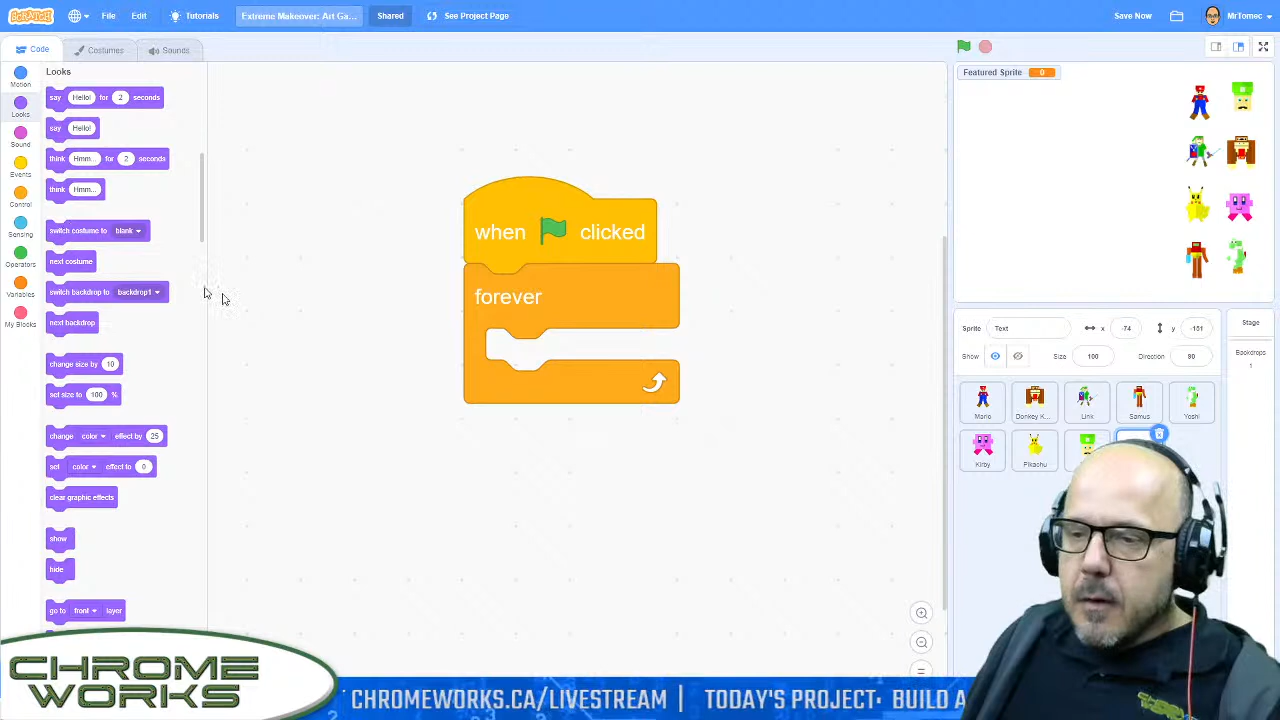 SCRATCH
Tutorials
File
Edit
Extreme Makeover: Art Ga...
Shared
See Project Page
Save Now
MrTomec
Code
Costumes
Sounds
Motion
Looks
Sound
Events
Control
Sensing
Operators
Variables
My Blocks
Looks
say Hello! for 2 seconds
say Hello!
think Hmm... for 2 seconds
think Hmm...
switch costume to blank
next costume
switch backdrop to backdrop1
next backdrop
change size by 10
set size to 100 %
change color effect by 25
set color effect to 0
clear graphic effects
show
hide
go to front layer
when clicked
forever
Featured Sprite 0
Sprite Text x -74 y -151
Show Size 100 Direction 90
Stage
Backdrops
1
Mario
Donkey K...
Link
Samus
Yoshi
Kirby
Pikachu
CHROME
WORKS
CHROMEWORKS.CA/LIVESTREAM | TODAY'S PROJECT: BUILD A